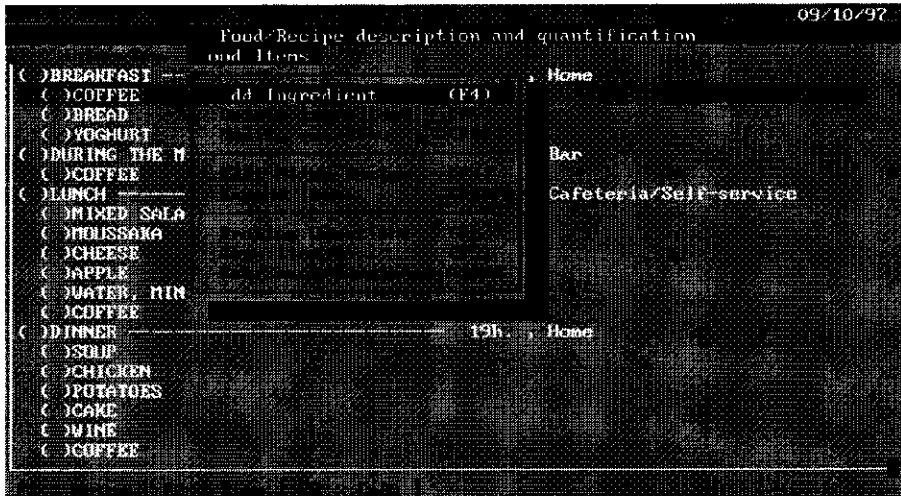 09/10/97
Food/Recipe description and quantification
ood Items
( )BREAKFAST , Home
( )COFFEE dd Ingredient (F4)
( )BREAD
( )YOGHURT
( )DURING THE M Bar
( )COFFEE
( )LUNCH Cafeteria/Self-service
( )MIXED SALA
( )MOUSSAKA
( )CHEESE
( )APPLE
( )WATER, MIN
( )COFFEE
( )DINNER 19h. , Home
( )SOUP
( )CHICKEN
( )POTATOES
( )CAKE
( )WINE
( )COFFEE